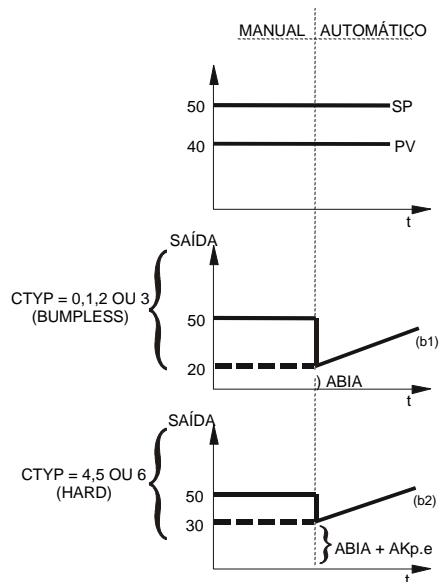 MANUAL AUTOMÁTICO
50 SP
40 PV
t
SAÍDA
CTYP = 0,1,2 OU 3
(BUMPLESS)
50
(b1)
20
) ABIA
t
SAÍDA
CTYP = 4,5 OU 6
(HARD)
50
(b2)
30
ABIA + AKp.e
t